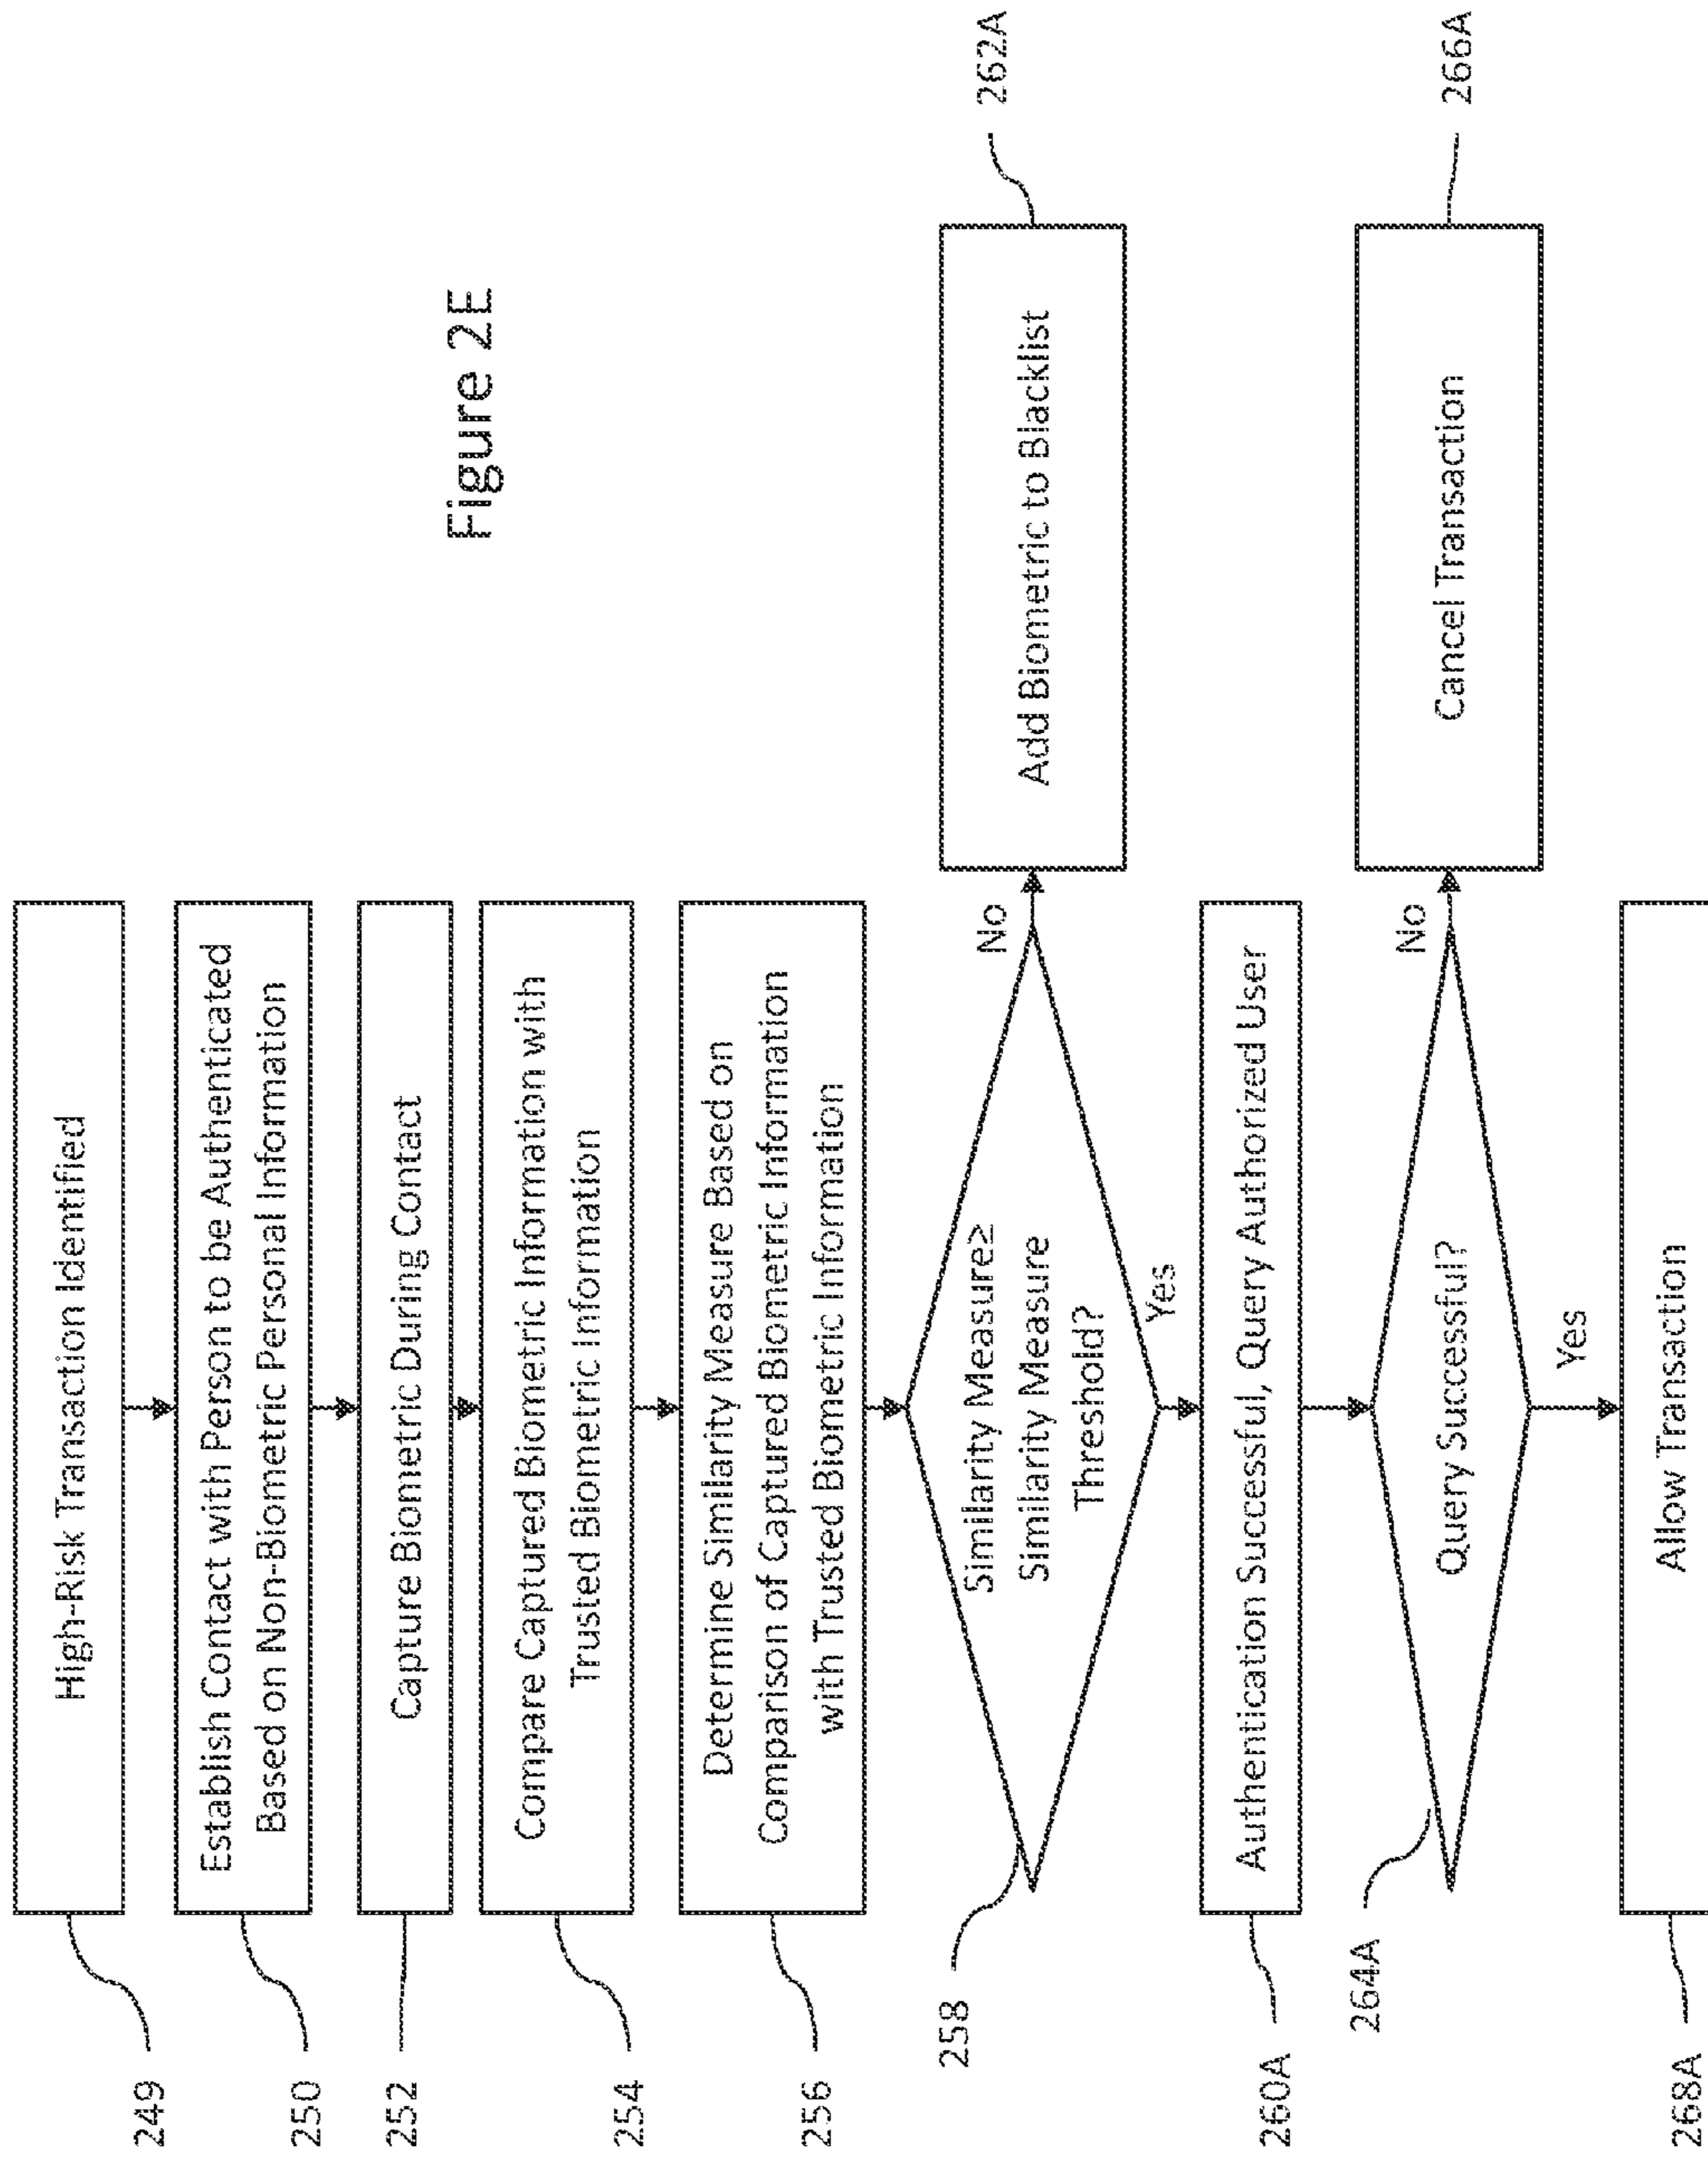 249
High-Risk Transaction Identified
250
Establish Contact with Person to be Authenticated
Based on Non-Biometric Personal Information
252
Capture Biometric During Contact
254
Compare Captured Biometric Information with
Trusted Biometric Information
256
Determine Similarity Measure Based on
Comparison of Captured Biometric Information
with Trusted Biometric Information
258
Similarity Measure≥
Similarity Measure
Threshold?
No
Add Biometric to Blacklist
262A
Yes
260A
Authentication Successful, Query Authorized User
264A
Query Successful?
No
Cancel Transaction
266A
Yes
268A
Allow Transaction
Figure 2E